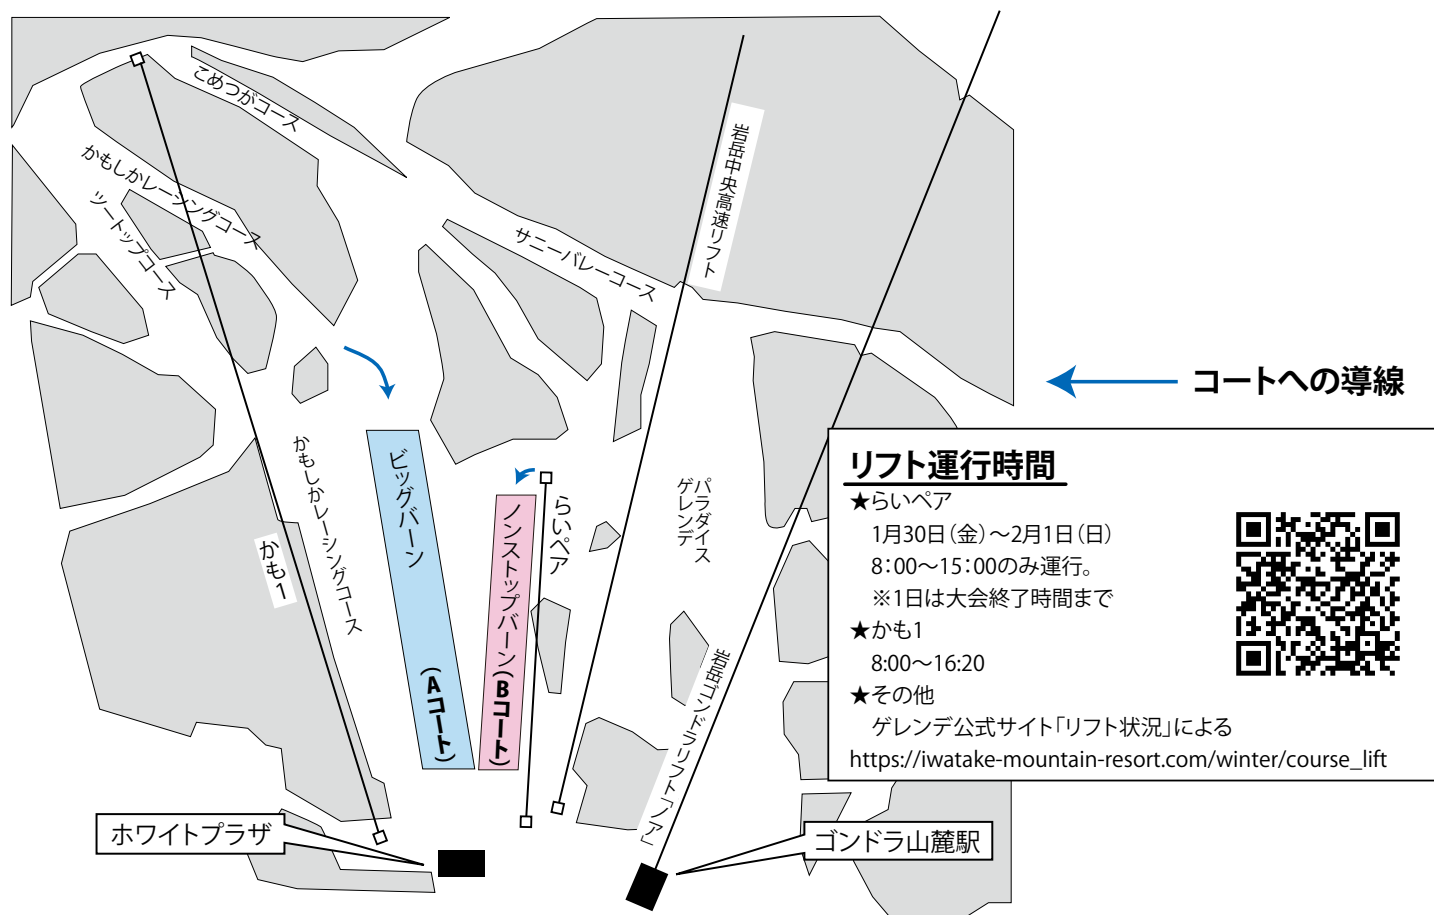 こめつがコース
かもしかレーシングコース
ツートップコース
サニーバレーコース
岩岳中央高速リフト
コートへの導線
かもしかレーシングコース
かも1
ビッグバーン
(Aコート)
ノンストップバーン(Bコート)
らいペア
パラダイス
ゲレンデ
岩岳ゴンドラリフト「ノア」
リフト運行時間
★らいペア
1月30日(金)〜2月1日(日)
8:00〜15:00のみ運行。
※1日は大会終了時間まで
★かも1
8:00〜16:20
★その他
ゲレンデ公式サイト「リフト状況」による
https://iwatake-mountain-resort.com/winter/course_lift
ホワイトプラザ
ゴンドラ山麓駅